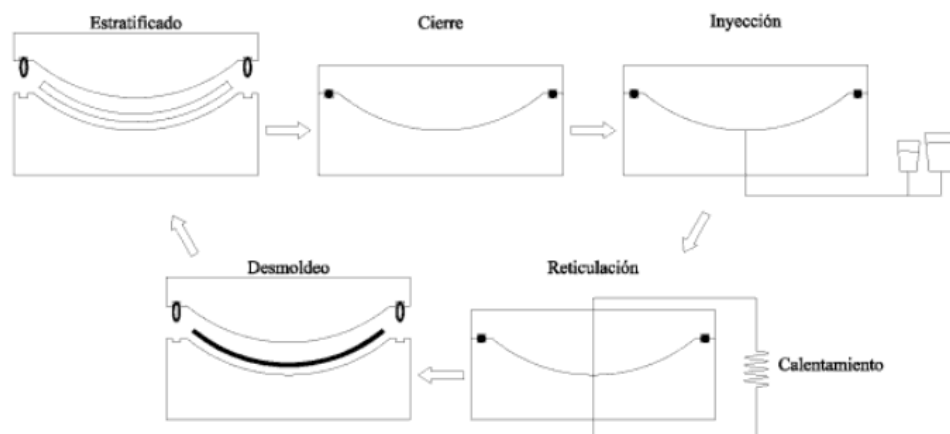 Estratificado
Cierre
Inyección
Desmoldeo
Reticulación
Calentamiento